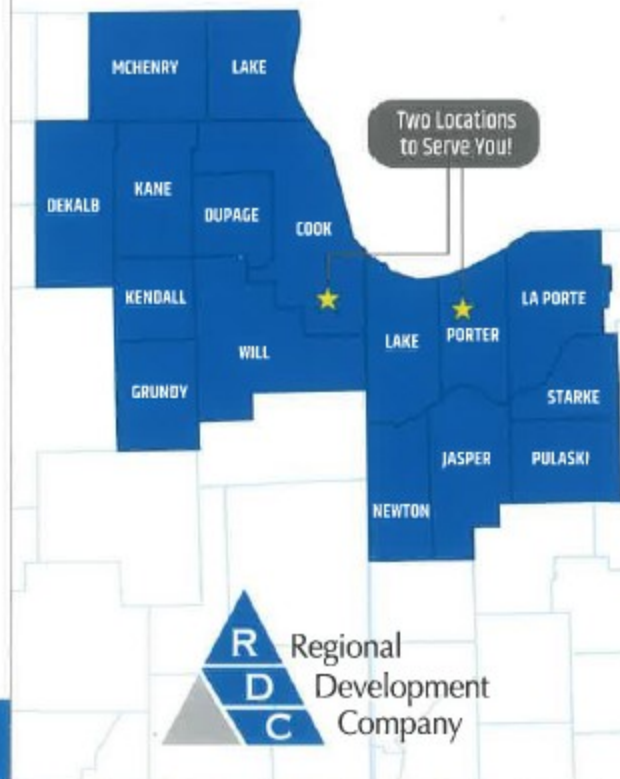 MCHENRY
LAKE
Two Locations
to Serve You!
KANE
DEKALB
DUPAGE
COOK
KENDALL
LA PORTE
PORTER
LAKE
WILL
GRUNDY
STARKE
JASPER
PULASKI
NEWTON
R Regional
D Development
C Company